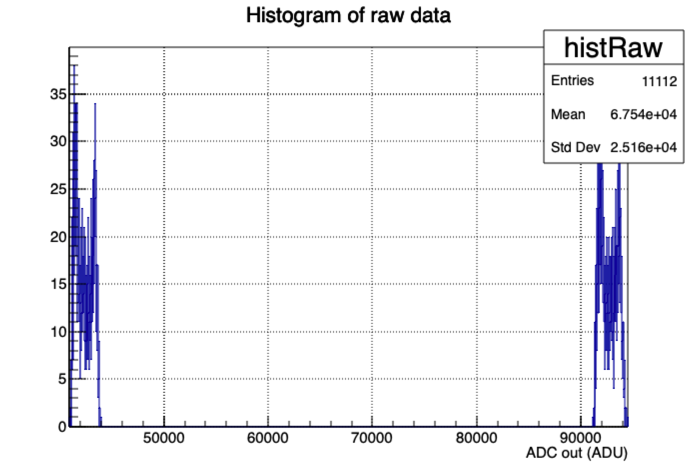 Histogram of raw data
histRaw
Entries 11112
Mean 6.754e+04
Std Dev 2.516e+04
35
30
25
20
15
10
5
0
50000 60000 70000 80000 90000
ADC out (ADU)